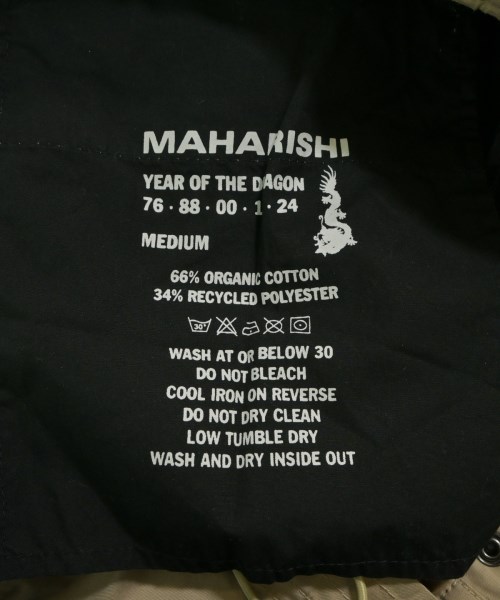 MAHARISHI
YEAR OF THE DRAGON
76 · 88 · 00 · 1 · 24
MEDIUM
66% ORGANIC COTTON
34% RECYCLED POLYESTER
30°
WASH AT OR BELOW 30
DO NOT BLEACH
COOL IRON ON REVERSE
DO NOT DRY CLEAN
LOW TUMBLE DRY
WASH AND DRY INSIDE OUT